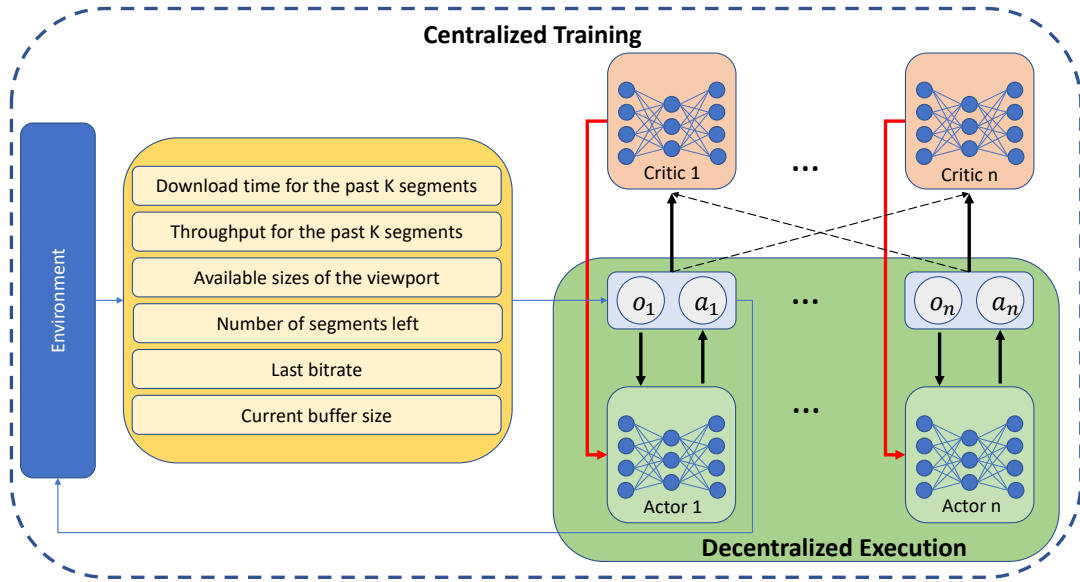 Centralized Training
Environment
Download time for the past K segments
Throughput for the past K segments
Available sizes of the viewport
Number of segments left
Last bitrate
Current buffer size
Critic 1
...
Critic n
o₁ a₁
...
oₙ aₙ
...
Actor 1
Actor n
Decentralized Execution